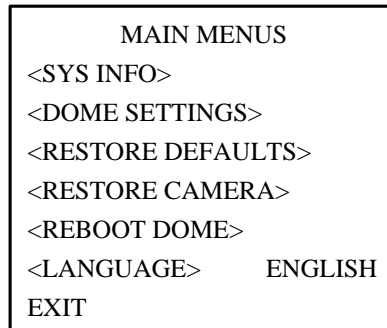 MAIN MENUS
<SYS INFO>
<DOME SETTINGS>
<RESTORE DEFAULTS>
<RESTORE CAMERA>
<REBOOT DOME>
<LANGUAGE> ENGLISH
EXIT